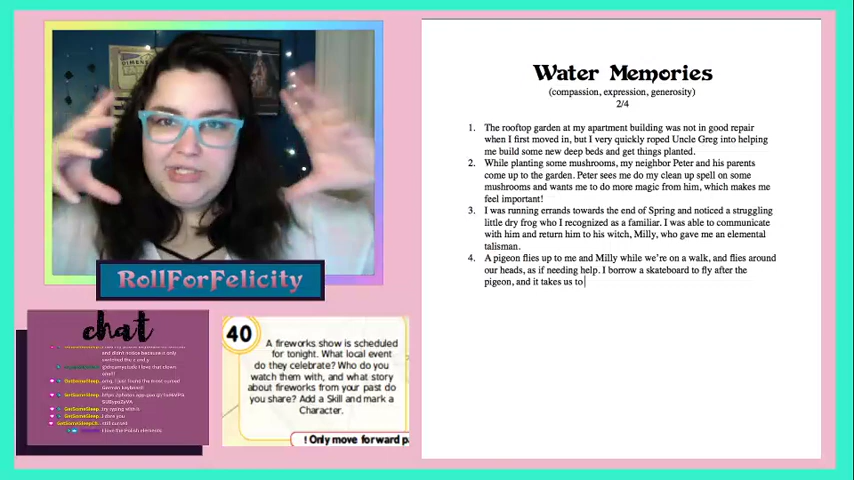 Water Memories
(compassion, expression, generosity)
2/4
1. The rooftop garden at my apartment building was not in good repair
when I first moved in, but I very quickly roped Uncle Greg into helping
me build some new deep beds and get things planted.
2. While planting some mushrooms, my neighbor Peter and his parents
come up to the garden. Peter sees me do my clean up spell on some
mushrooms and wants me to do more magic from him, which makes me
feel important!
3. I was running errands towards the end of Spring and noticed a struggling
little dry frog who I recognized as a familiar. I was able to communicate
with him and return him to his witch, Milly, who gave me an elemental
talisman.
4. A pigeon flies up to me and Milly while we're on a walk, and flies around
our heads, as if needing help. I borrow a skateboard to fly after the
pigeon, and it takes us to
RollForFelicity
chat
GetSomeSleep
try typing with it
GetSomeSleep
I dare you
40
A fireworks show is scheduled
for tonight. What local event
do they celebrate? Who do you
watch them with, and what story
about fireworks from your past do
you share? Add a Skill and mark a
Character.
! Only move forward